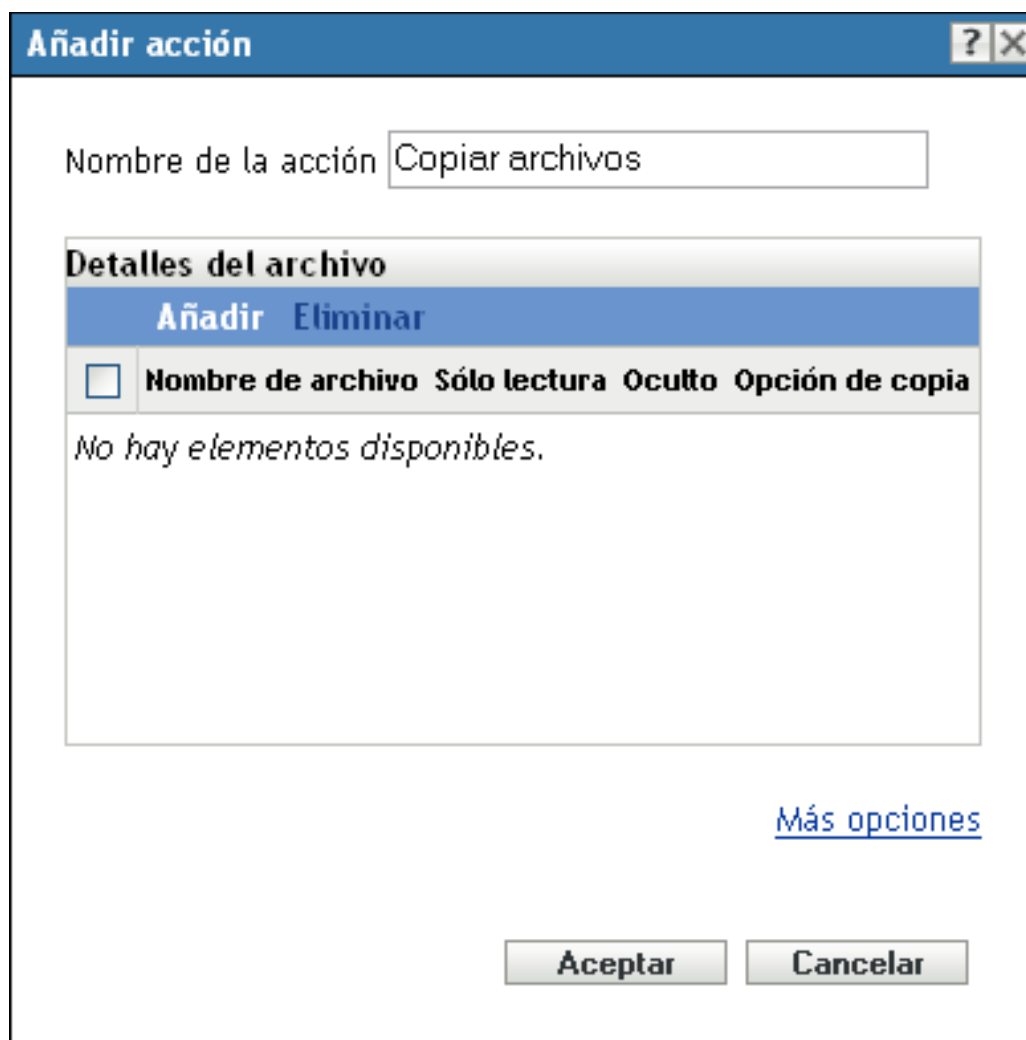 Añadir acción ? X
Nombre de la acción Copiar archivos
Detalles del archivo
Añadir Eliminar
Nombre de archivo Sólo lectura Oculto Opción de copia
No hay elementos disponibles.
Más opciones
Aceptar Cancelar